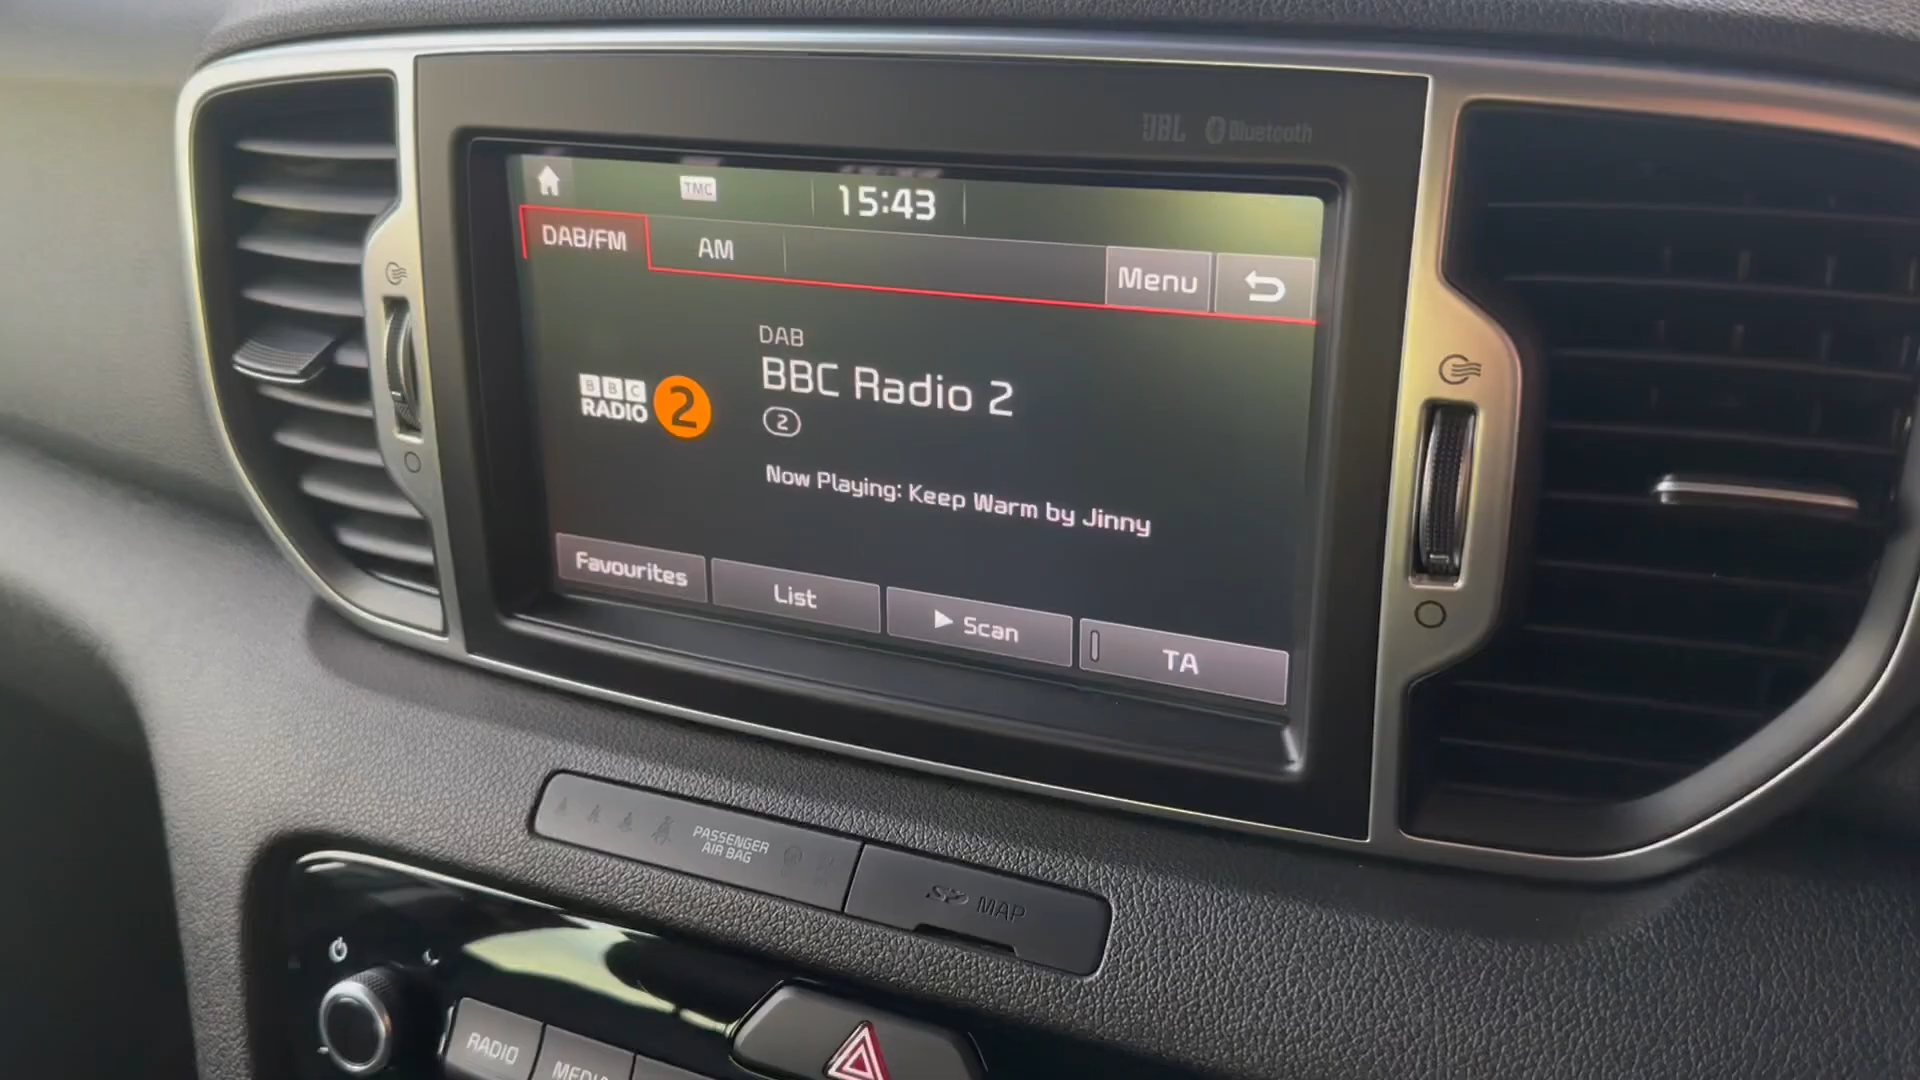 JBL Bluetooth
TMC
15:43
DAB/FM
AM
Menu
DAB
BBC Radio 2
BBC
RADIO 2
2
Now Playing: Keep Warm by Jinny
Favourites
List
Scan
TA
PASSENGER
AIR BAG
SD MAP
RADIO
MEDIA